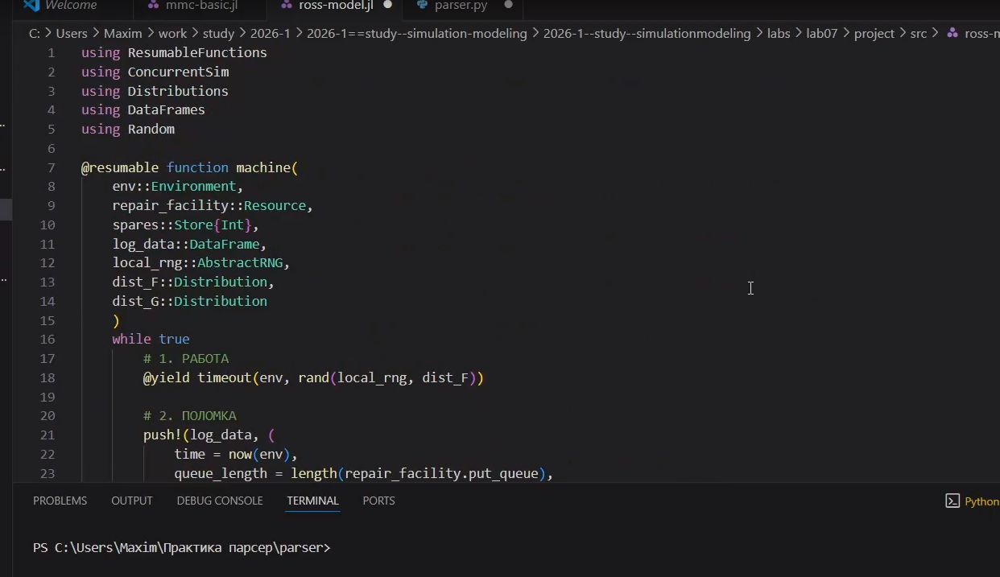 Welcome mmc-basic.jl ross-model.jl parser.py
C: > Users > Maxim > work > study > 2026-1 > 2026-1==study--simulation-modeling > 2026-1--study--simulationmodeling > labs > lab07 > project > src > ross-m
1 using ResumableFunctions
2 using ConcurrentSim
3 using Distributions
4 using DataFrames
5 using Random
6
7 @resumable function machine(
8 env::Environment,
9 repair_facility::Resource,
10 spares::Store{Int},
11 log_data::DataFrame,
12 local_rng::AbstractRNG,
13 dist_F::Distribution,
14 dist_G::Distribution
15 )
16 while true
17 # 1. РАБОТА
18 @yield timeout(env, rand(local_rng, dist_F))
19
20 # 2. ПОЛОМКА
21 push!(log_data, (
22 time = now(env),
23 queue_length = length(repair_facility.put_queue),
PROBLEMS OUTPUT DEBUG CONSOLE TERMINAL PORTS
Python
PS C:\Users\Maxim\Практика парсер\parser>